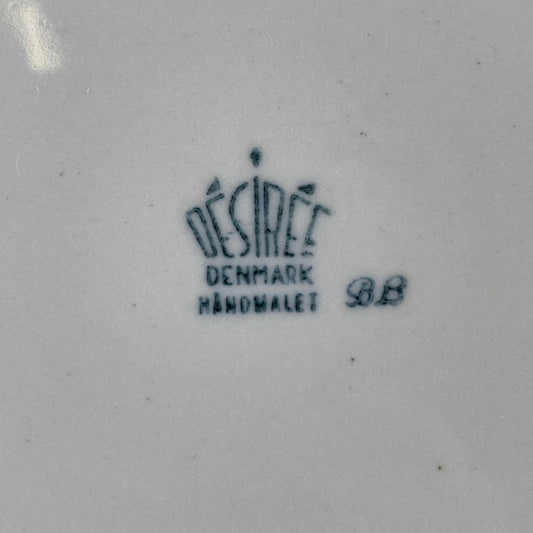 DÉSIRÉE
DENMARK
HÅNDMALET
BB